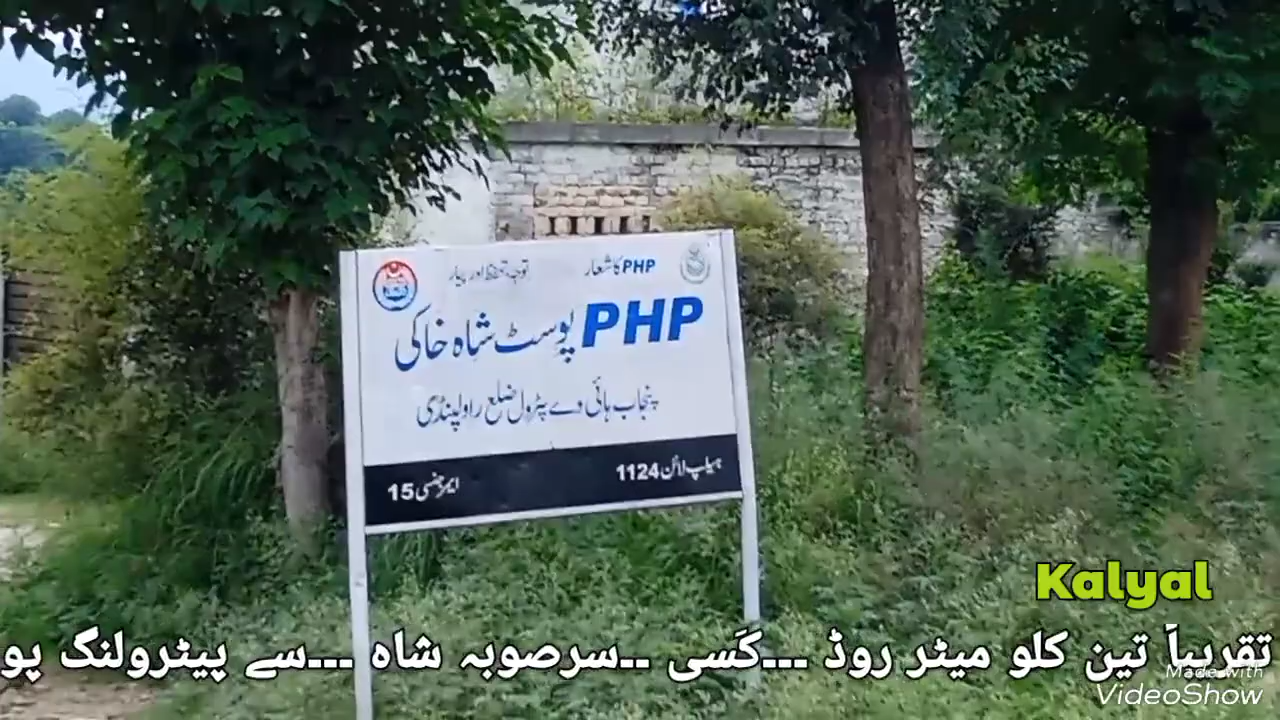 PHP کا شعار توجہ، تحفظ اور پیار
PHP پوسٹ شاہ خاکی
پنجاب ہائی وے پٹرول ضلع راولپنڈی
ہیلپ لائن 1124 ایمرجنسی 15
Kalyal
تقریباً تین کلو میٹر روڈ ...کَسی ..سرصوبہ شاہ ...سے پیٹرولنگ پو
Made with
VideoShow